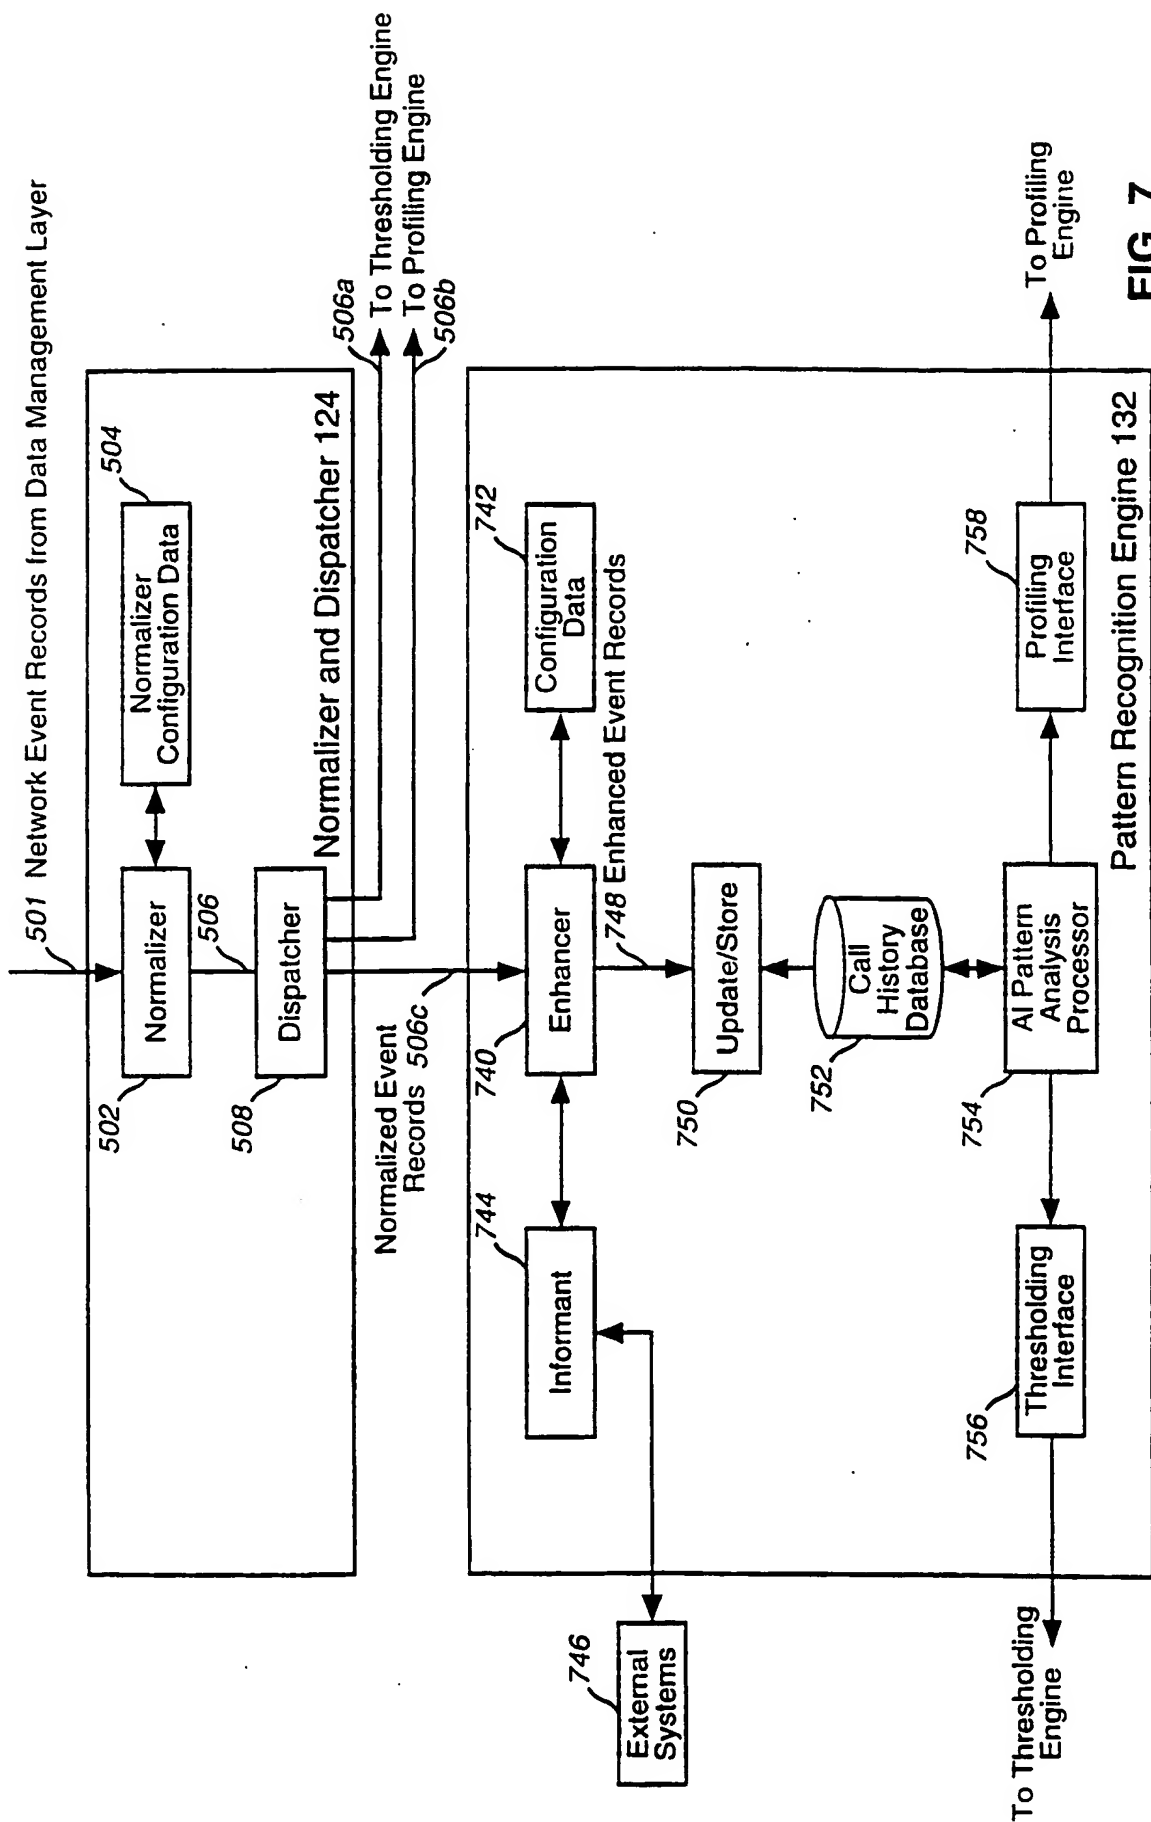 501 Network Event Records from Data Management Layer
502
Normalizer
504
Normalizer
Configuration Data
506
508
Dispatcher
Normalizer and Dispatcher 124
506a
To Thresholding Engine
To Profiling Engine
506b
Normalized Event
Records 506c
744
Informant
740
Enhancer
742
Configuration
Data
746
External
Systems
748 Enhanced Event Records
750
Update/Store
752
Call
History
Database
754
AI Pattern
Analysis
Processor
756
Thresholding
Interface
758
Profiling
Interface
To Thresholding
Engine
To Profiling
Engine
Pattern Recognition Engine 132
FIG. 7